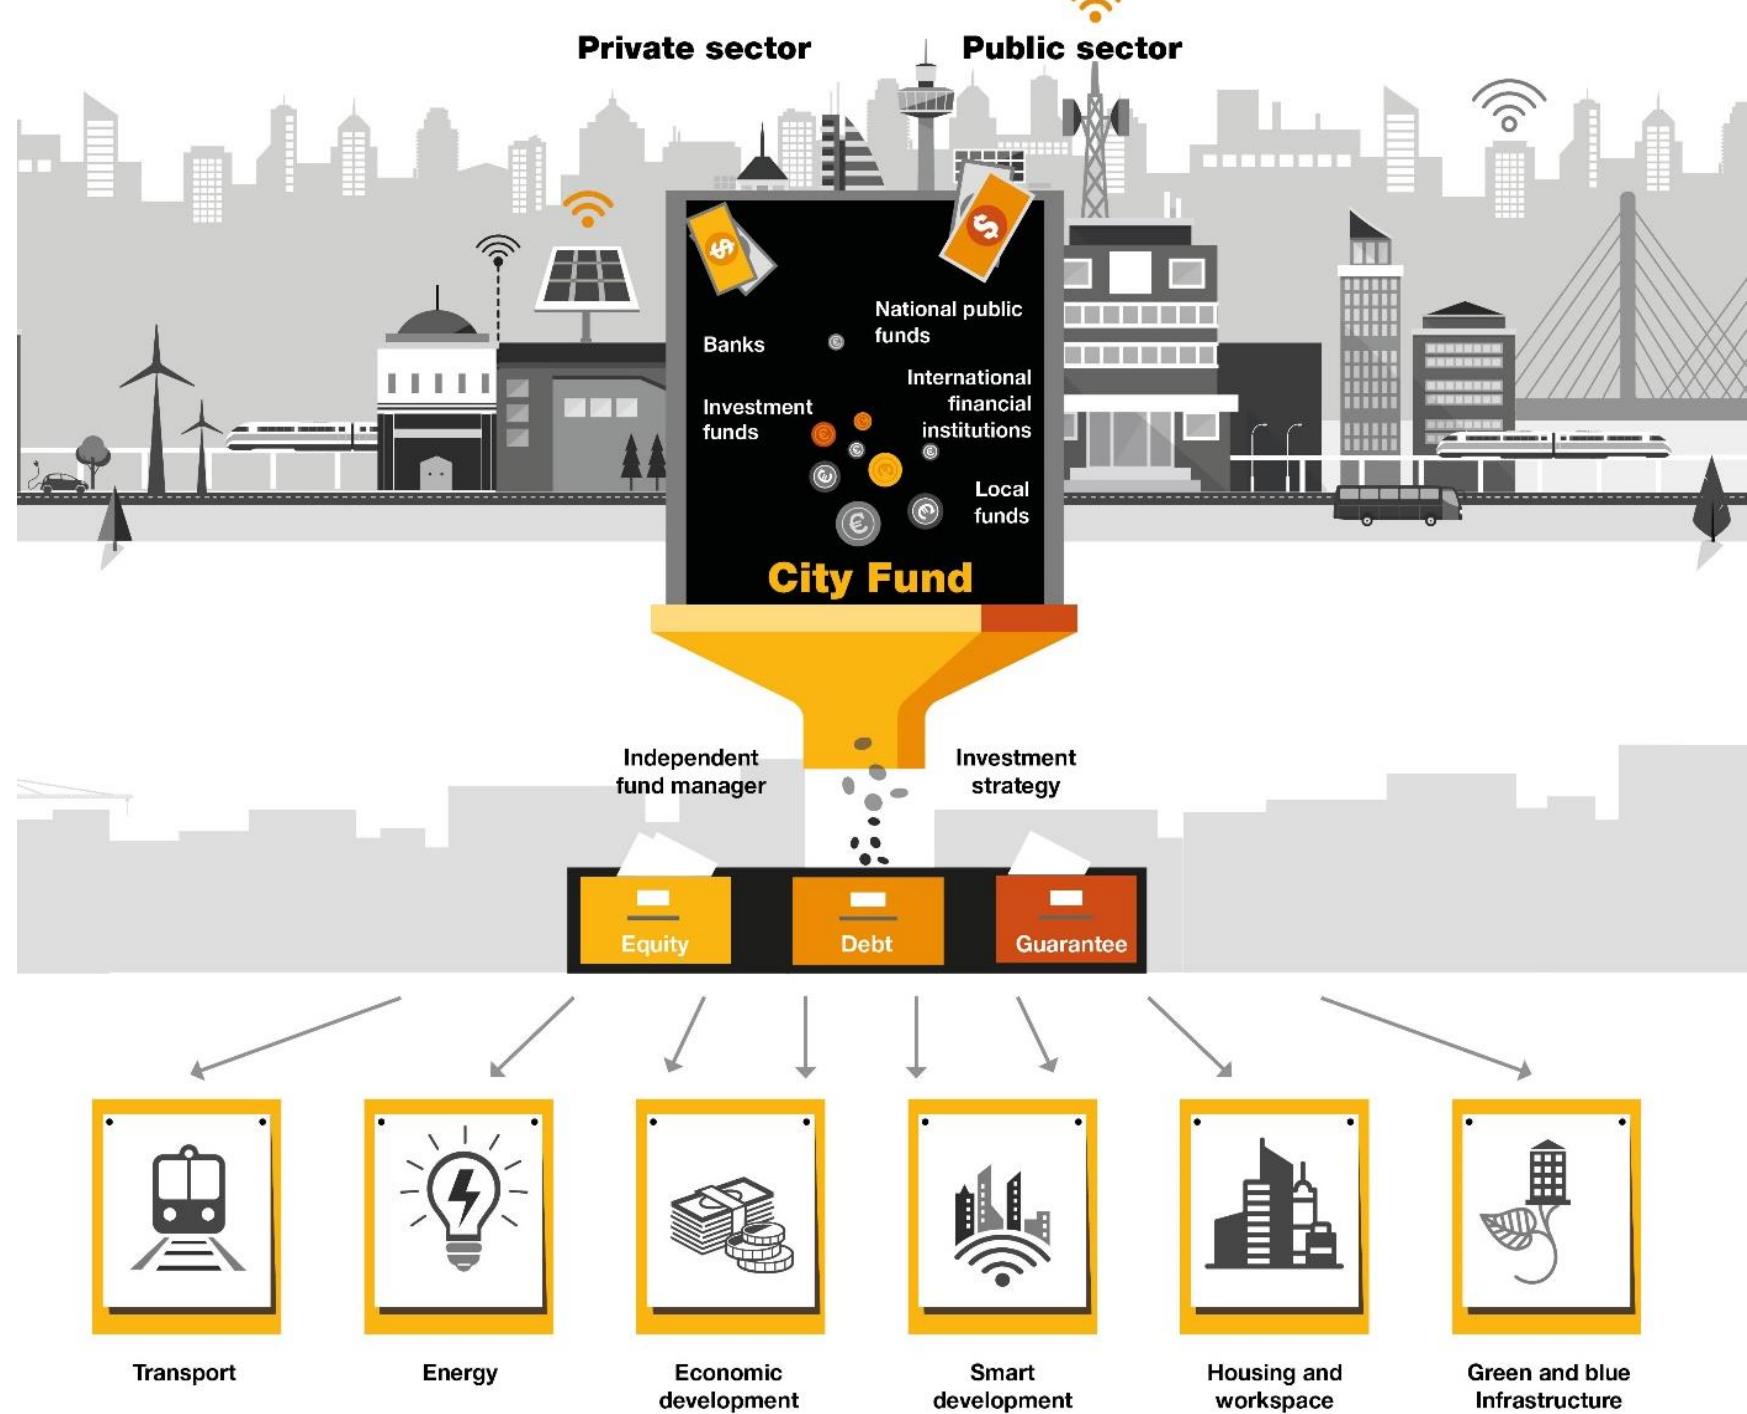 Private sector
Public sector
Banks
Investment
funds
National public
funds
International
financial
institutions
Local
funds
City Fund
Independent
fund manager
Investment
strategy
Equity
Debt
Guarantee
Transport
Energy
Economic
development
Smart
development
Housing and
workspace
Green and blue
Infrastructure